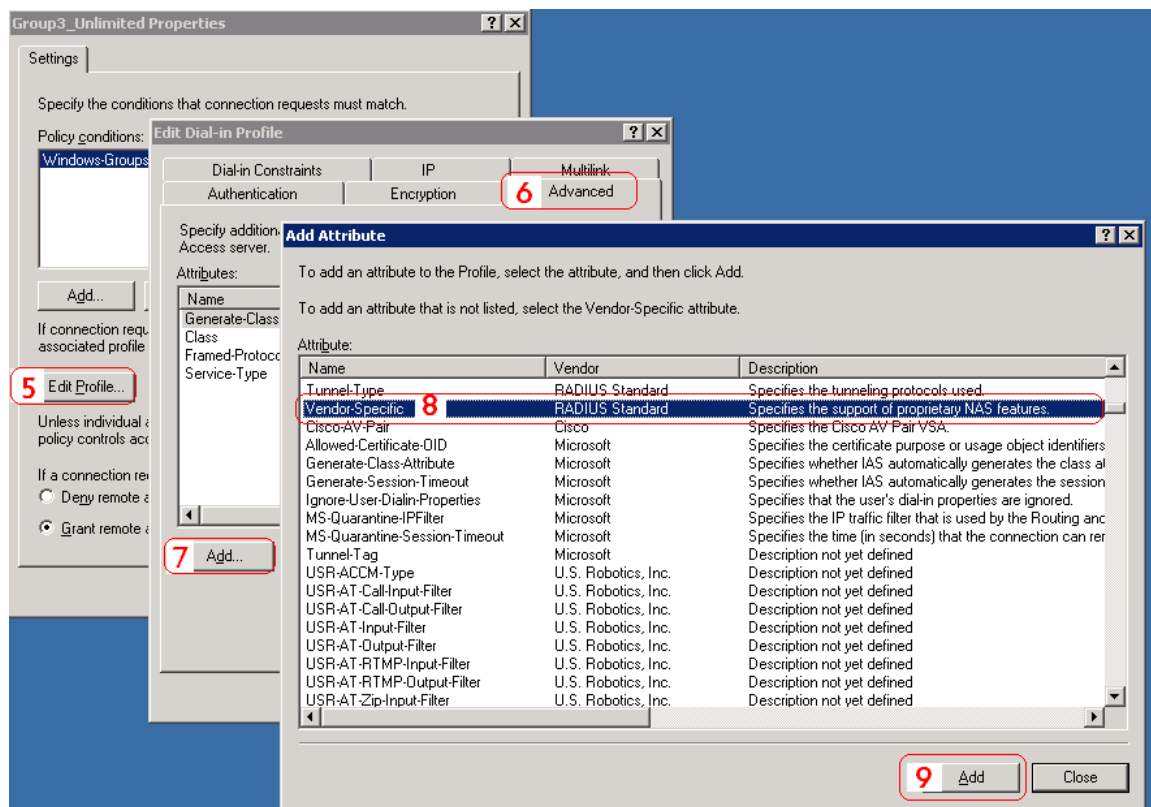 Group3_Unlimited Properties
Settings
Specify the conditions that connection requests must match.
Policy conditions:
Windows-Groups
Add...
If connection requ
associated profile
5 Edit Profile...
Unless individual a
policy controls acc
If a connection re
Deny remote a
Grant remote a
Edit Dial-in Profile
Dial-in Constraints IP Multilink
Authentication Encryption 6 Advanced
Specify addition
Access server.
Attributes:
Name
Generate-Class
Class
Framed-Protoco
Service-Type
7 Add...
Add Attribute
To add an attribute to the Profile, select the attribute, and then click Add.
To add an attribute that is not listed, select the Vendor-Specific attribute.
Attribute:
Name Vendor Description
Tunnel-Type RADIUS Standard Specifies the tunneling protocols used.
Vendor-Specific 8 RADIUS Standard Specifies the support of proprietary NAS features.
Cisco-AV-Pair Cisco Specifies the Cisco AV Pair VSA.
Allowed-Certificate-OID Microsoft Specifies the certificate purpose or usage object identifiers
Generate-Class-Attribute Microsoft Specifies whether IAS automatically generates the class at
Generate-Session-Timeout Microsoft Specifies whether IAS automatically generates the session
Ignore-User-Dialin-Properties Microsoft Specifies that the user's dial-in properties are ignored.
MS-Quarantine-IPFilter Microsoft Specifies the IP traffic filter that is used by the Routing and
MS-Quarantine-Session-Timeout Microsoft Specifies the time (in seconds) that the connection can rer
Tunnel-Tag Microsoft Description not yet defined
USR-ACCM-Type U.S. Robotics, Inc. Description not yet defined
USR-AT-Call-Input-Filter U.S. Robotics, Inc. Description not yet defined
USR-AT-Call-Output-Filter U.S. Robotics, Inc. Description not yet defined
USR-AT-Input-Filter U.S. Robotics, Inc. Description not yet defined
USR-AT-Output-Filter U.S. Robotics, Inc. Description not yet defined
USR-AT-RTMP-Input-Filter U.S. Robotics, Inc. Description not yet defined
USR-AT-RTMP-Output-Filter U.S. Robotics, Inc. Description not yet defined
USR-AT-Zip-Input-Filter U.S. Robotics, Inc. Description not yet defined
9 Add Close